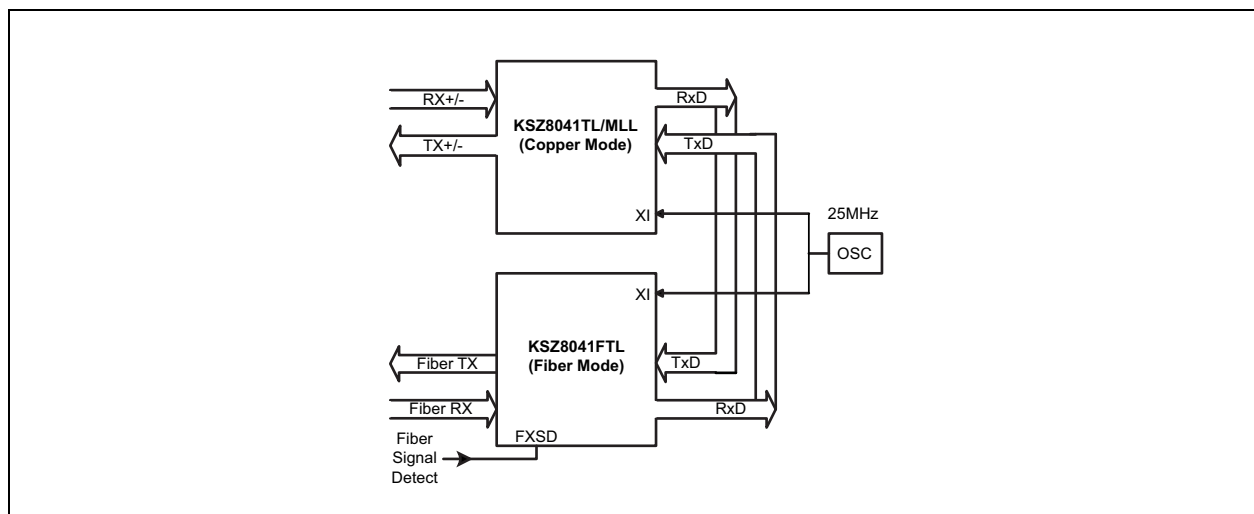 RX+/-
TX+/-
KSZ8041TL/MLL
(Copper Mode)
RxD
TxD
XI
25MHz
OSC
XI
KSZ8041FTL
(Fiber Mode)
Fiber TX
Fiber RX
TxD
RxD
FXSD
Fiber
Signal
Detect